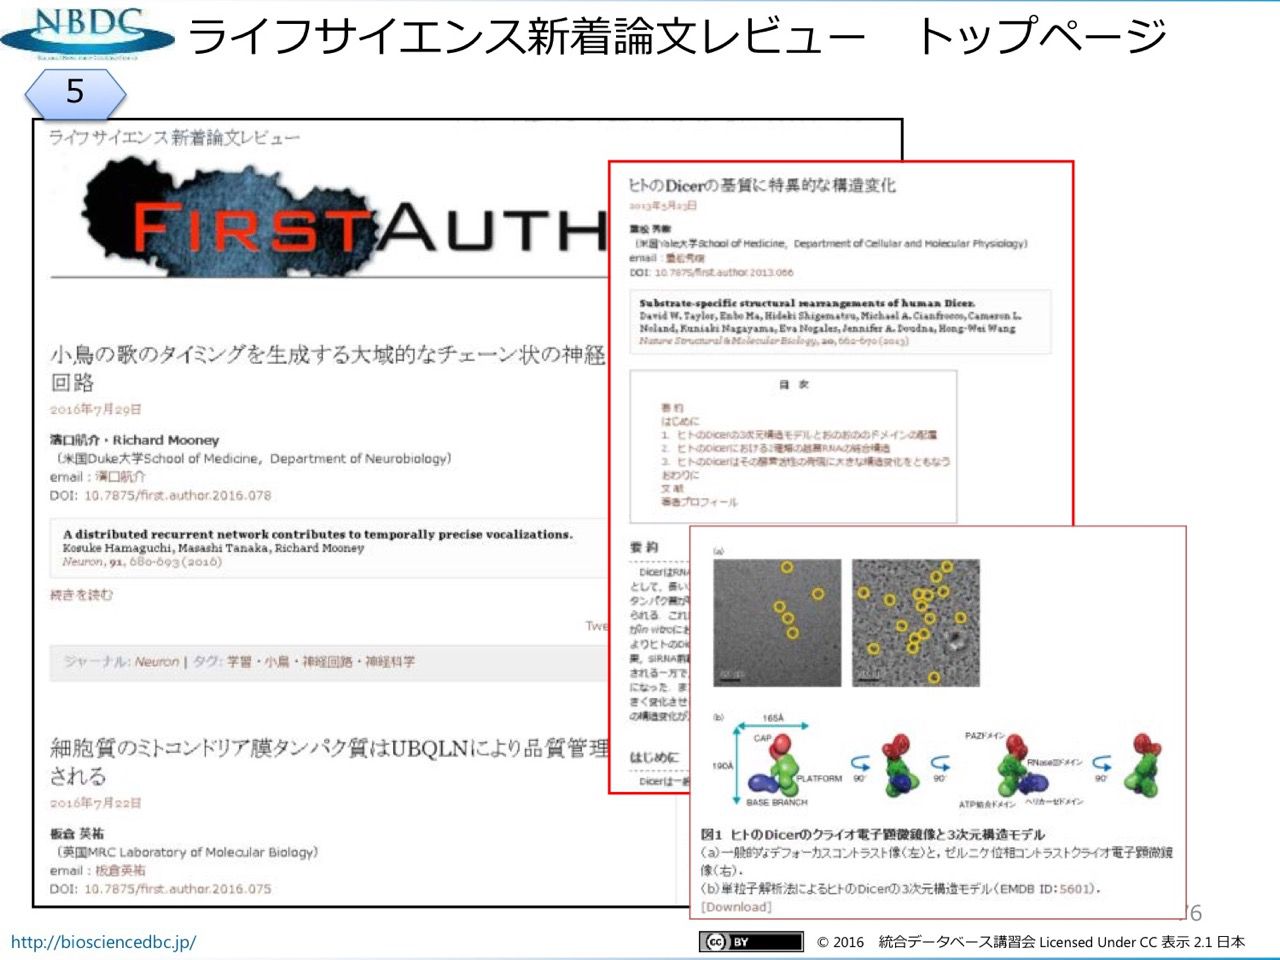 NBDC
ライフサイエンス新着論文レビュー　トップページ
5
ライフサイエンス 新着論文レビュー
FIRSTAUTH
小鳥の歌のタイミングを生成する大域的なチェーン状の神経
回路
2016年7月29日
濱口航介・Richard Mooney
（米国Duke大学School of Medicine，Department of Neurobiology）
email：濱口航介
DOI: 10.7875/first.author.2016.078
A distributed recurrent network contributes to temporally precise vocalizations.
Kosuke Hamaguchi, Masashi Tanaka, Richard Mooney
Neuron, 91, 680-693 (2016)
続きを読む
Twe
ジャーナル: Neuron | タグ: 学習・小鳥・神経回路・神経科学
細胞質のミトコンドリア膜タンパク質はUBQLNにより品質管理
される
2016年7月22日
板倉 英祐
（英国MRC Laboratory of Molecular Biology）
email：板倉英祐
DOI: 10.7875/first.author.2016.075
ヒトのDicerの基質に特異的な構造変化
2013年5月23日
重松 秀樹
（米国Yale大学School of Medicine，Department of Cellular and Molecular Physiology）
email：重松秀樹
DOI: 10.7875/first.author.2013.066
Substrate-specific structural rearrangements of human Dicer.
David W. Taylor, Enbo Ma, Hideki Shigematsu, Michael A. Cianfrocco, Cameron L.
Noland, Kuniaki Nagayama, Eva Nogales, Jennifer A. Doudna, Hong-Wei Wang
Nature Structural & Molecular Biology, 20, 662-670 (2013)
目 次
要 約
はじめに
1. ヒトのDicerの3次元構造モデルとおのおののドメインの配置
2. ヒトのDicerにおける2種類の基質RNAの結合構造
3. ヒトのDicerはその酵素活性の発現に大きな構造変化をともなう
おわりに
文 献
著者プロフィール
要 約
DicerはRNA
として，長い
タンパク質が
られる．これ
がin vitroにお
よりヒトのDi
果，siRNA前
される一方で，
になった．ま
きく変化させ
の構造変化が
はじめに
Dicerは一
(a)
(b)
165Å
CAP
190Å
PLATFORM
BASE BRANCH
90°
PAZドメイン
RNaseIIIドメイン
ATP結合ドメイン
ヘリカーゼドメイン
90°
図1 ヒトのDicerのクライオ電子顕微鏡像と3次元構造モデル
（a）一般的なデフォーカスコントラスト像（左）と，ゼルニケ位相コントラストクライオ電子顕微鏡
像（右）．
（b）単粒子解析法によるヒトのDicerの3次元構造モデル（EMDB ID：5601）．
[Download]
76
http://biosciencedbc.jp/
CC BY
© 2016　統合データベース講習会 Licensed Under CC 表示 2.1 日本